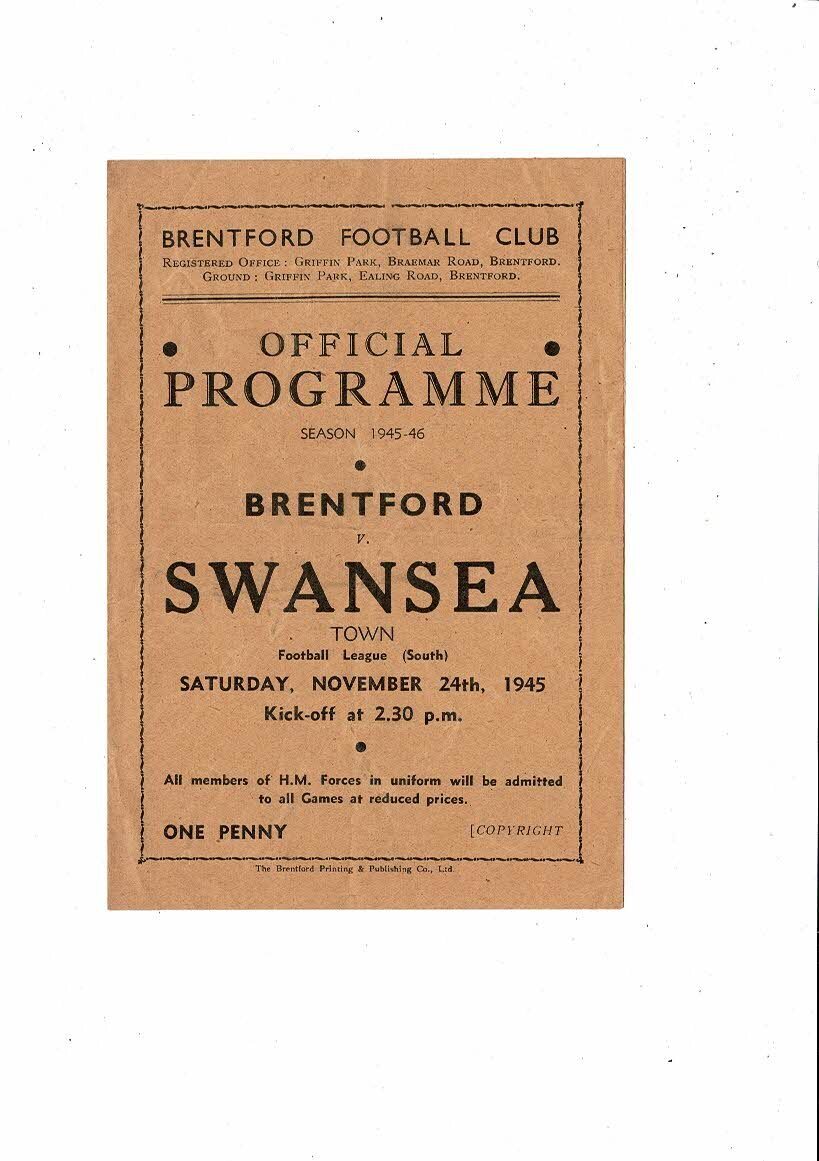 BRENTFORD FOOTBALL CLUB
REGISTERED OFFICE : GRIFFIN PARK, BRAEMAR ROAD, BRENTFORD.
GROUND : GRIFFIN PARK, EALING ROAD, BRENTFORD.
OFFICIAL
PROGRAMME
SEASON 1945-46
BRENTFORD
v.
SWANSEA
TOWN
Football League (South)
SATURDAY, NOVEMBER 24th, 1945
Kick-off at 2.30 p.m.
All members of H.M. Forces in uniform will be admitted
to all Games at reduced prices.
ONE PENNY [COPYRIGHT
The Brentford Printing & Publishing Co., Ltd.